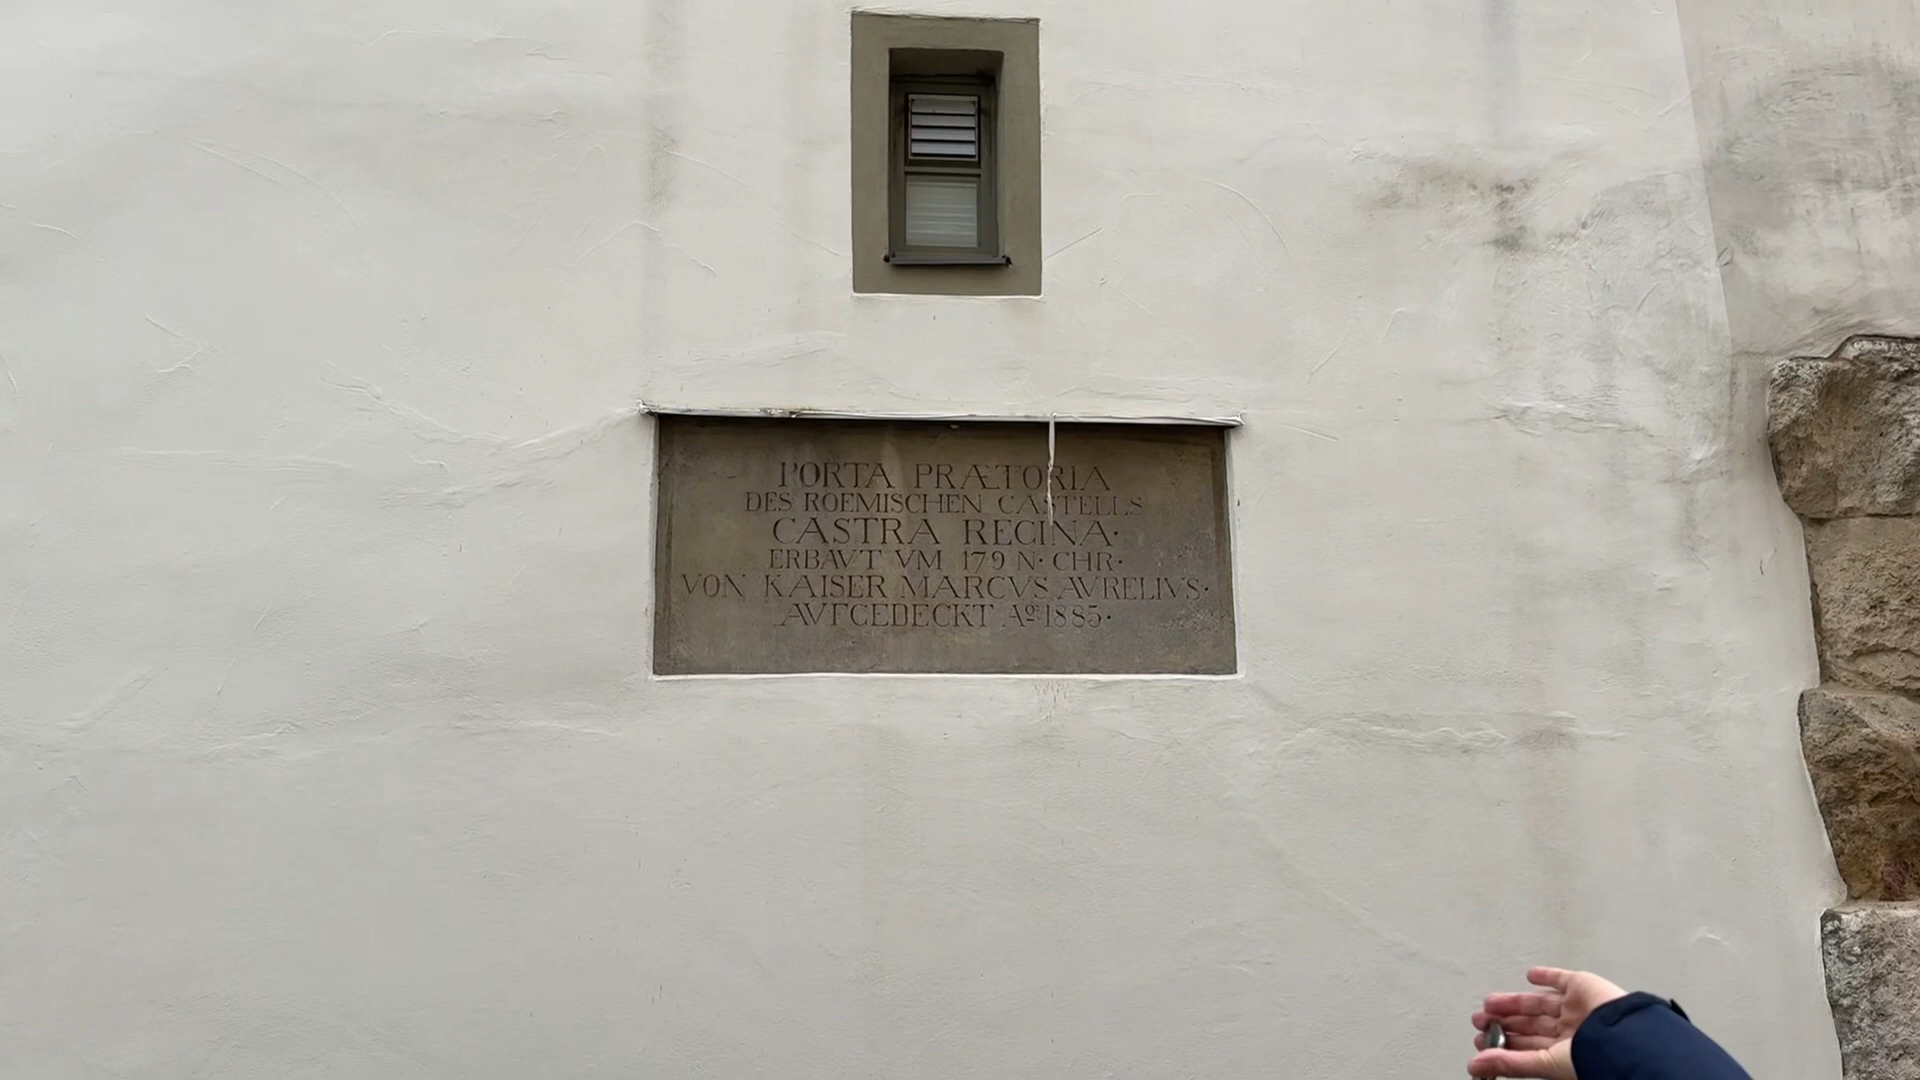 PORTA PRÆTORIA
DES ROEMISCHEN CASTELLS
CASTRA REGINA·
ERBAVT VM 179 N· CHR·
VON KAISER MARCVS AVRELIVS·
AVFGEDECKT Aº 1885·